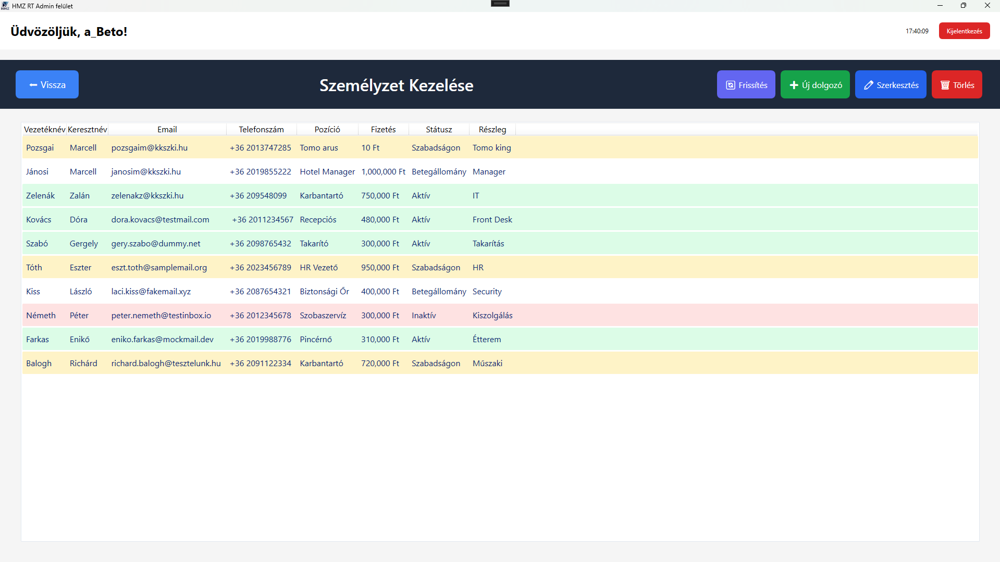 HMZ RT Admin felület
Üdvözöljük, a_Beto!
17:40:09
Kijelentkezés
Vissza
Személyzet Kezelése
Frissítés
Új dolgozó
Szerkesztés
Törlés
Vezetéknév Keresztnév Email Telefonszám Pozíció Fizetés Státusz Részleg
Pozsgai Marcell pozsgaim@kkszki.hu +36 2013747285 Tomo arus 10 Ft Szabadságon Tomo king
Jánosi Marcell janosim@kkszki.hu +36 2019855222 Hotel Manager 1,000,000 Ft Betegállomány Manager
Zelenák Zalán zelenakz@kkszki.hu +36 209548099 Karbantartó 750,000 Ft Aktív IT
Kovács Dóra dora.kovacs@testmail.com +36 2011234567 Recepciós 480,000 Ft Aktív Front Desk
Szabó Gergely gery.szabo@dummy.net +36 2098765432 Takarító 300,000 Ft Aktív Takarítás
Tóth Eszter eszt.toth@samplemail.org +36 2023456789 HR Vezető 950,000 Ft Szabadságon HR
Kiss László laci.kiss@fakemail.xyz +36 2087654321 Biztonsági Őr 400,000 Ft Betegállomány Security
Németh Péter peter.nemeth@testinbox.io +36 2012345678 Szobaszervíz 300,000 Ft Inaktív Kiszolgálás
Farkas Enikő eniko.farkas@mockmail.dev +36 2019988776 Pincérnő 310,000 Ft Aktív Étterem
Balogh Richárd richard.balogh@tesztelunk.hu +36 2091122334 Karbantartó 720,000 Ft Szabadságon Műszaki